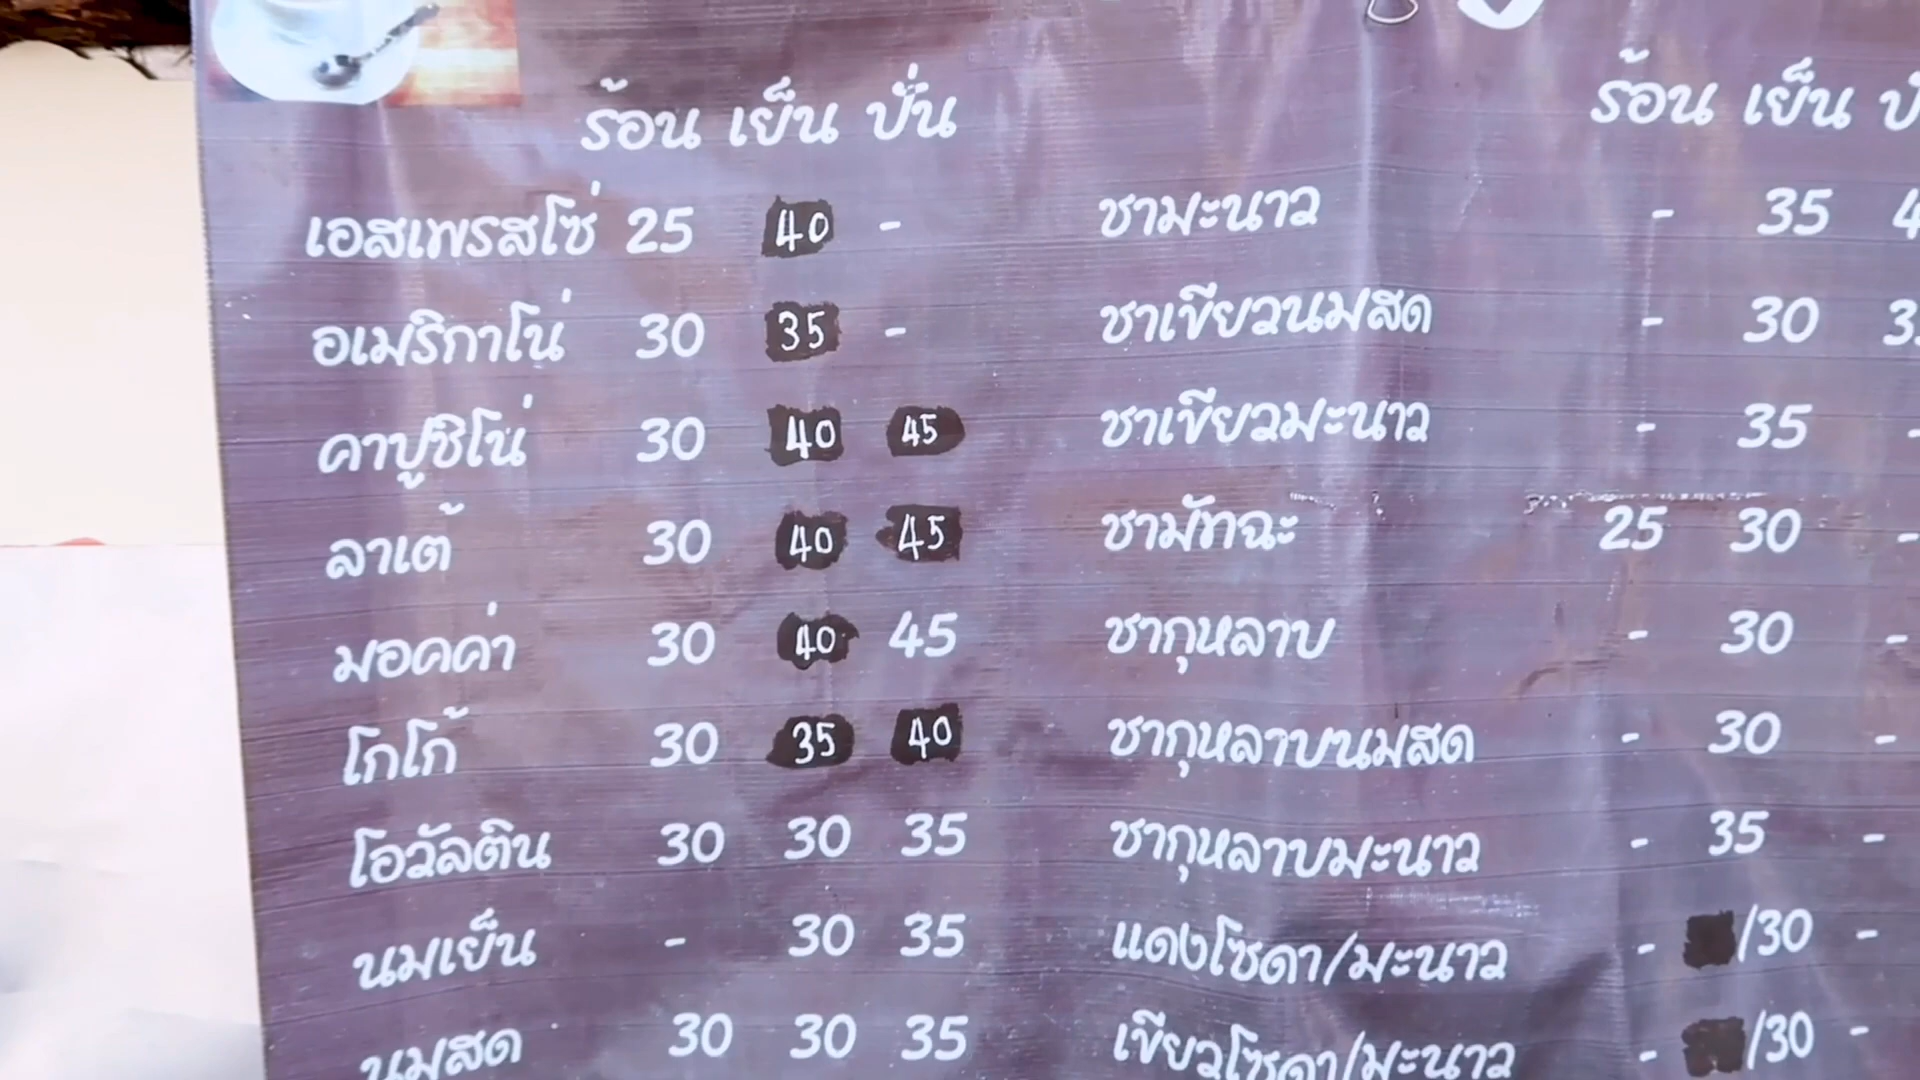 ร้อน เย็น ปั่น
เอสเพรสโซ่ 25 40 -
อเมริกาโน่ 30 35 -
คาปูชิโน่ 30 40 45
ลาเต้ 30 40 45
มอคค่า 30 40 45
โกโก้ 30 35 40
โอวัลติน 30 30 35
นมเย็น - 30 35
นมสด 30 30 35
ร้อน เย็น
ชามะนาว - 35
ชาเขียวนมสด - 30
ชาเขียวมะนาว - 35 -
ชามัทฉะ 25 30 -
ชากุหลาบ - 30 -
ชากุหลาบนมสด - 30 -
ชากุหลาบมะนาว - 35 -
แดงโซดา/มะนาว - /30 -
เขียวโซดา/มะนาว - /30 -